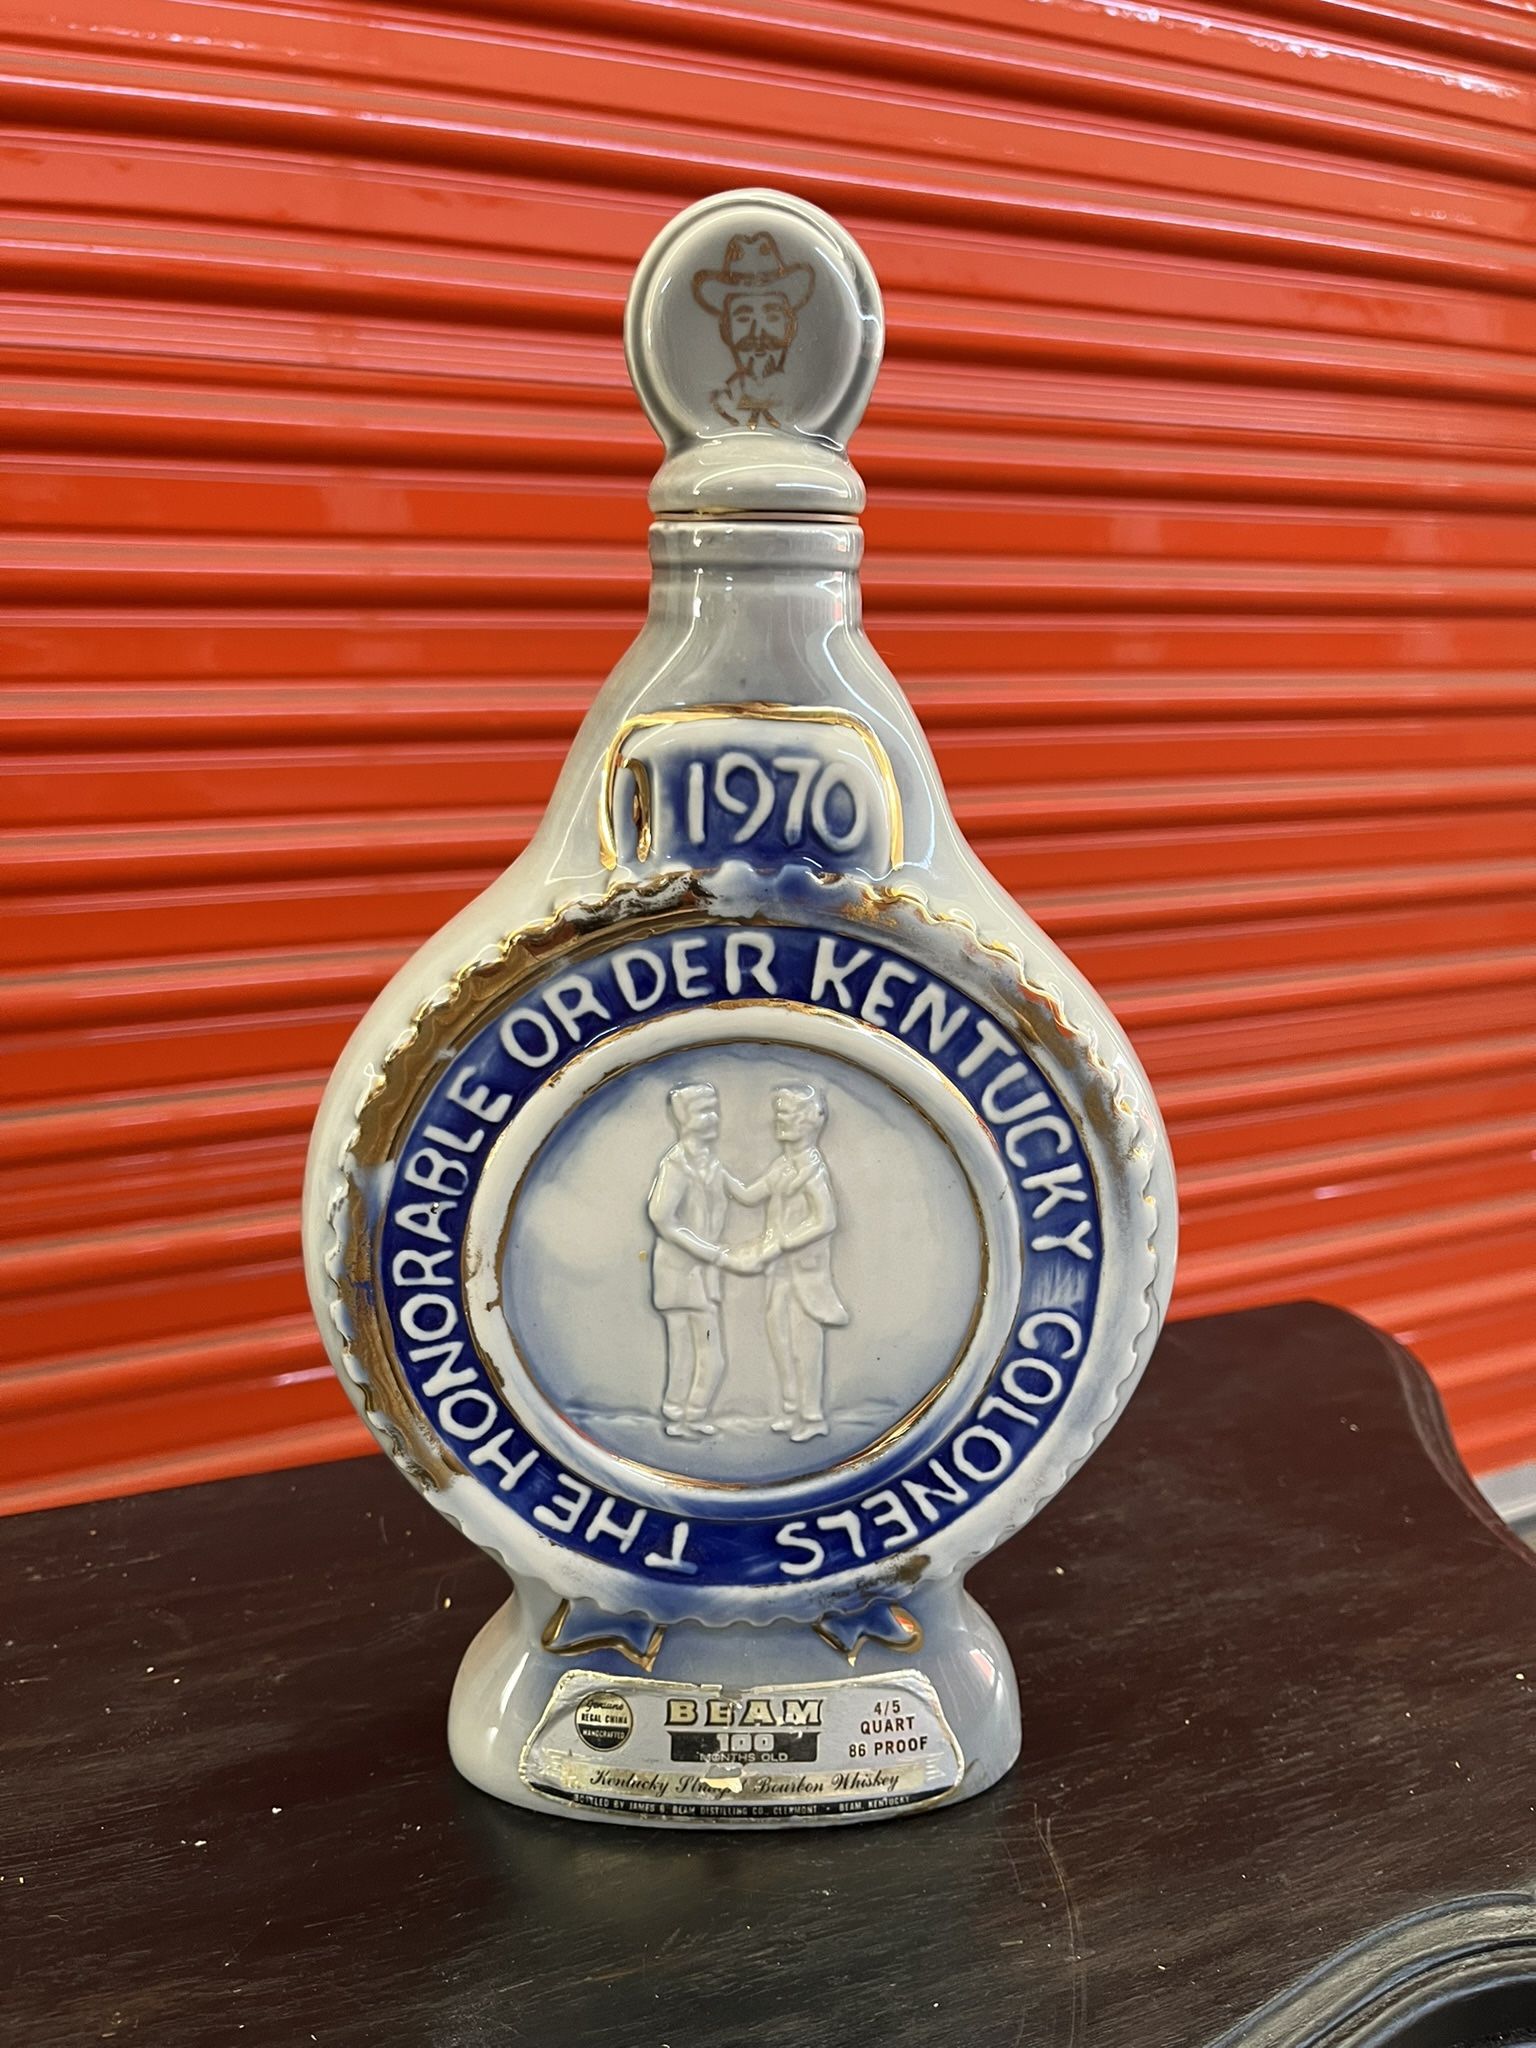 1970
THE HONORABLE ORDER KENTUCKY COLONELS
Genuine
REGAL CHINA
HANDCRAFTED
BEAM
100
MONTHS OLD
4/5
QUART
86 PROOF
Kentucky Straight Bourbon Whiskey
BOTTLED BY JAMES B. BEAM DISTILLING CO., CLERMONT • BEAM, KENTUCKY